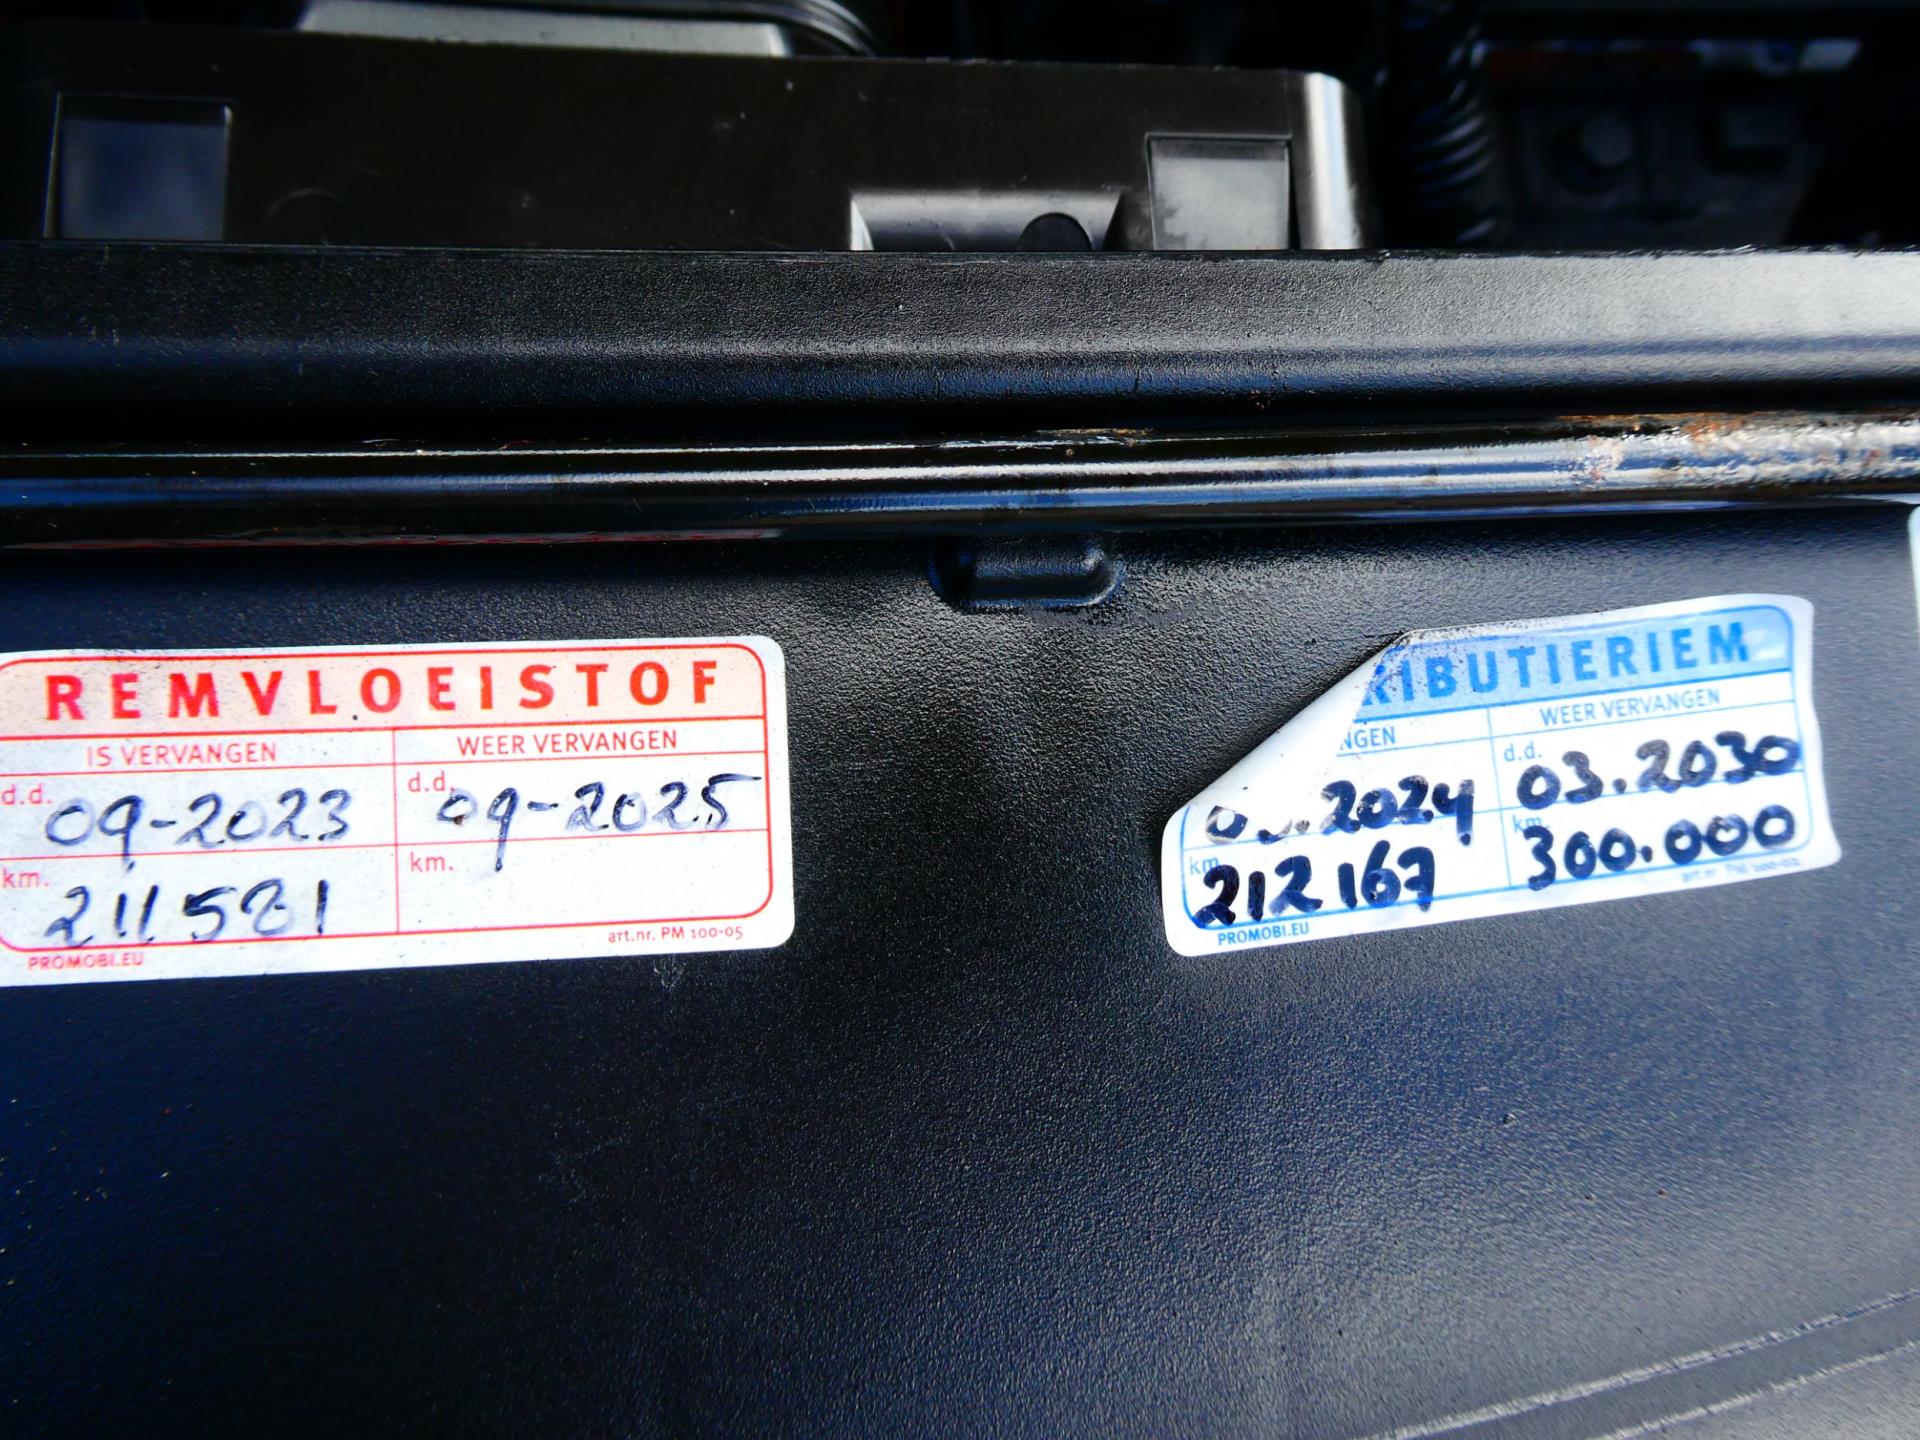 REMVLOEISTOF
IS VERVANGEN
WEER VERVANGEN
d.d. 09-2023
d.d. 09-2025
km. 211581
km.
PROMOBI.EU
art.nr. PM 100-05
RIBUTIERIEM
NGEN
WEER VERVANGEN
.2024
d.d. 03.2030
km. 212167
km. 300.000
PROMOBI.EU